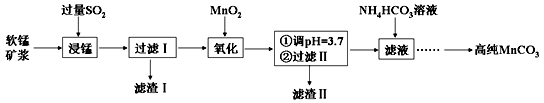 过量SO2 MnO2 NH4HCO3溶液
软锰矿浆 浸锰 过滤Ⅰ 氧化 ①调pH=3.7 ②过滤Ⅱ 滤液 …… 高纯MnCO3
滤渣Ⅰ 滤渣Ⅱ